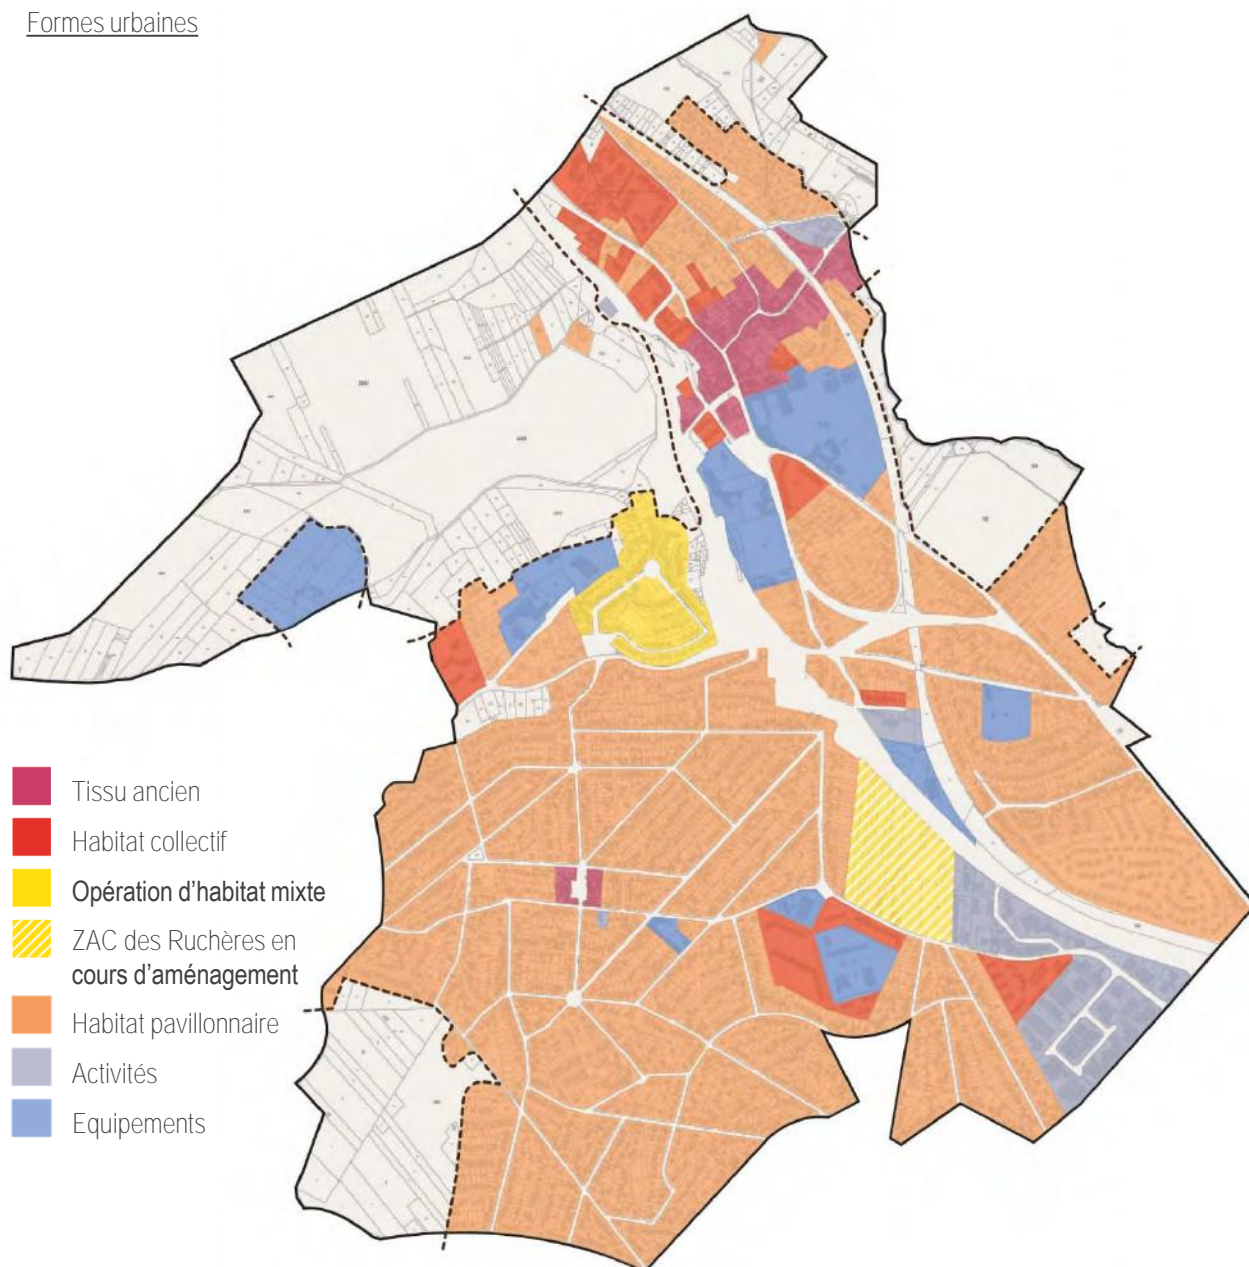 Formes urbaines
Tissu ancien
Habitat collectif
Opération d'habitat mixte
ZAC des Ruchères en
cours d'aménagement
Habitat pavillonnaire
Activités
Equipements